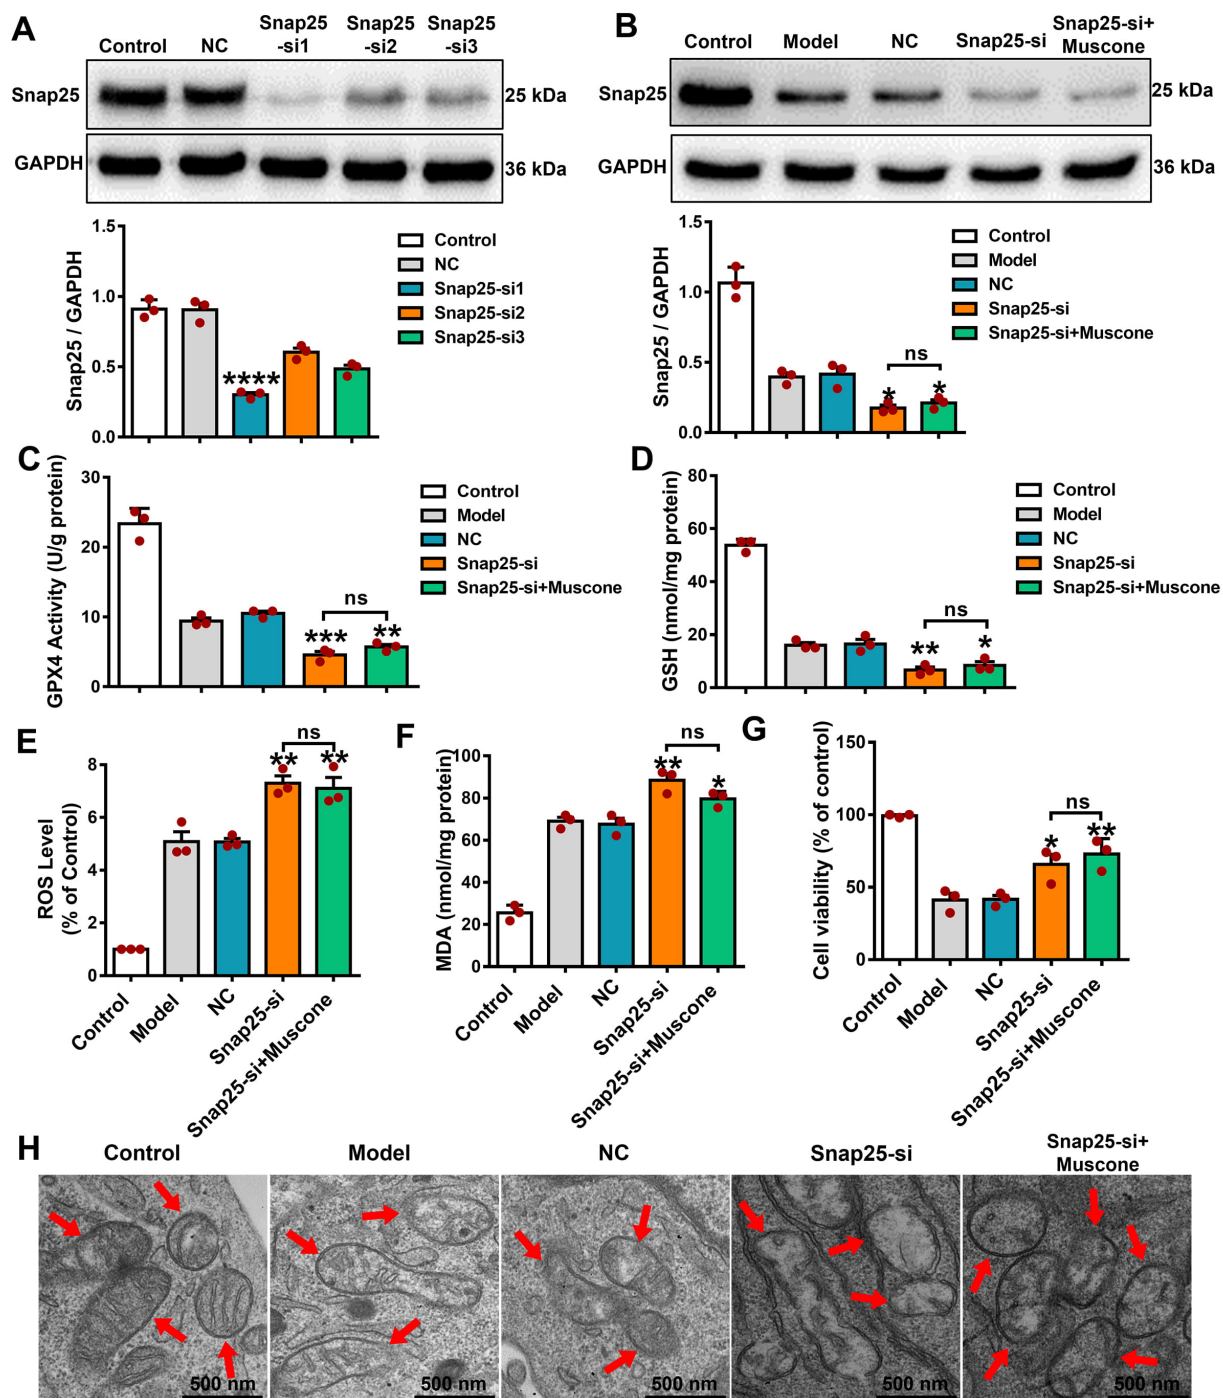 A
Control
NC
Snap25
-si1
Snap25
-si2
Snap25
-si3
Snap25
25 kDa
GAPDH
36 kDa
Snap25 / GAPDH
1.5
1.0
0.5
0.0
****
Control
NC
Snap25-si1
Snap25-si2
Snap25-si3
B
Control
Model
NC
Snap25-si
Snap25-si+
Muscone
Snap25
25 kDa
GAPDH
36 kDa
Snap25 / GAPDH
1.5
1.0
0.5
0.0
ns
*
*
Control
Model
NC
Snap25-si
Snap25-si+Muscone
C
GPX4 Activity (U/g protein)
30
20
10
0
ns
***
**
Control
Model
NC
Snap25-si
Snap25-si+Muscone
D
GSH (nmol/mg protein)
80
60
40
20
0
ns
**
*
Control
Model
NC
Snap25-si
Snap25-si+Muscone
E
ROS Level
(% of Control)
8
6
4
2
0
ns
**
**
Control
Model
NC
Snap25-si
Snap25-si+Muscone
F
MDA (nmol/mg protein)
100
80
60
40
20
0
ns
**
*
Control
Model
NC
Snap25-si
Snap25-si+Muscone
G
Cell viability (% of control)
150
100
50
0
ns
*
**
Control
Model
NC
Snap25-si
Snap25-si+Muscone
H
Control
Model
NC
Snap25-si
Snap25-si+
Muscone
500 nm
500 nm
500 nm
500 nm
500 nm